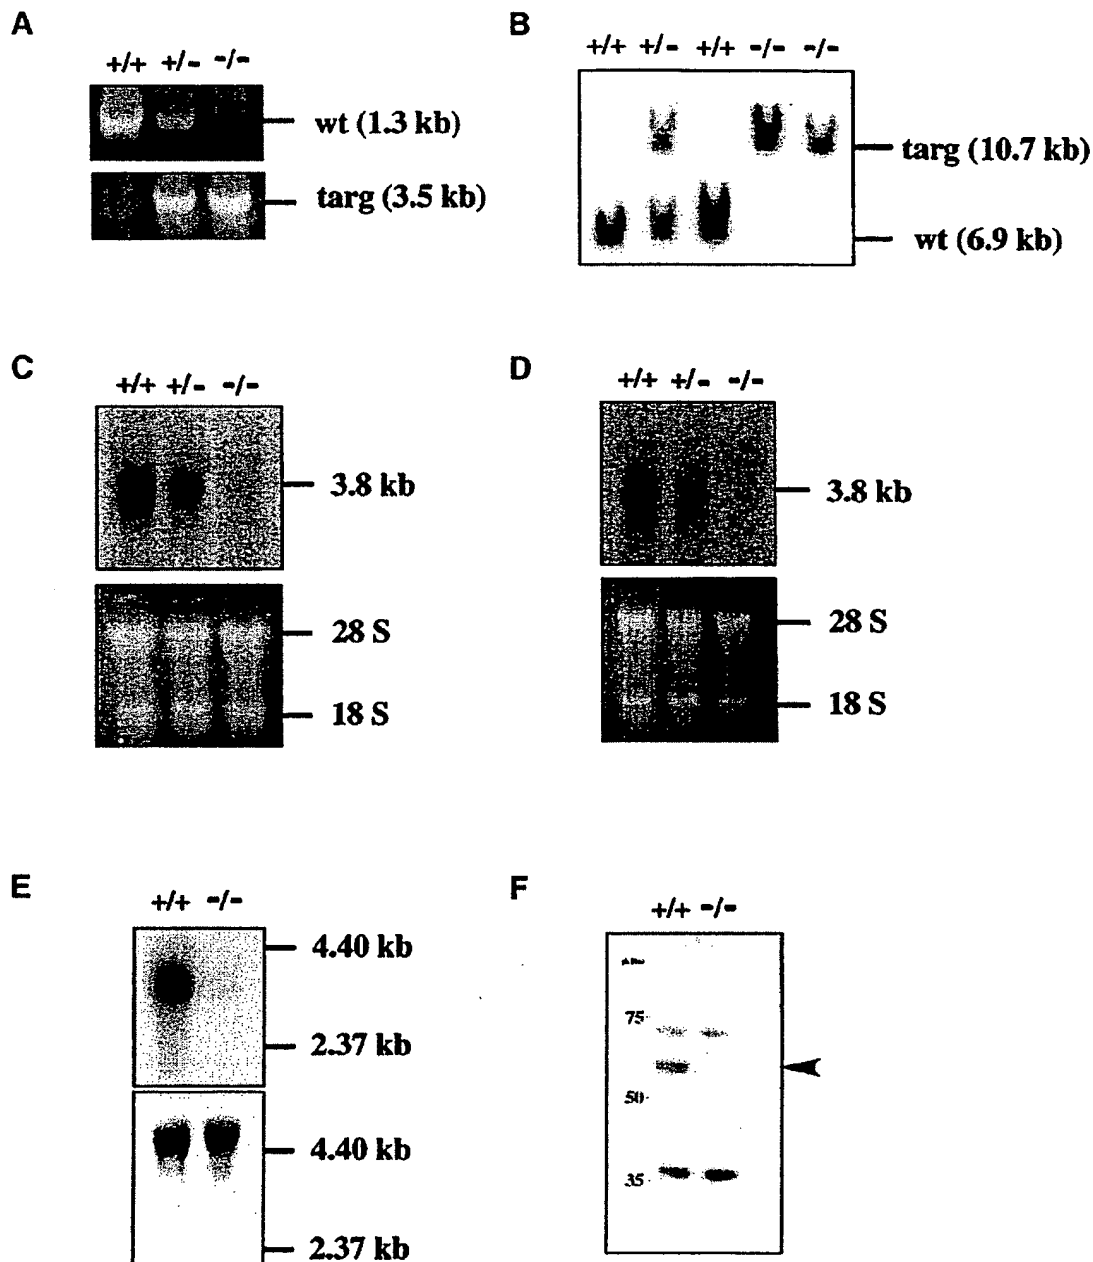 A
+/+ +/- -/-
wt (1.3 kb)
targ (3.5 kb)
B
+/+ +/- +/+ -/- -/-
targ (10.7 kb)
wt (6.9 kb)
C
+/+ +/- -/-
3.8 kb
28 S
18 S
D
+/+ +/- -/-
3.8 kb
28 S
18 S
E
+/+ -/-
4.40 kb
2.37 kb
4.40 kb
2.37 kb
F
+/+ -/-
75
50
35